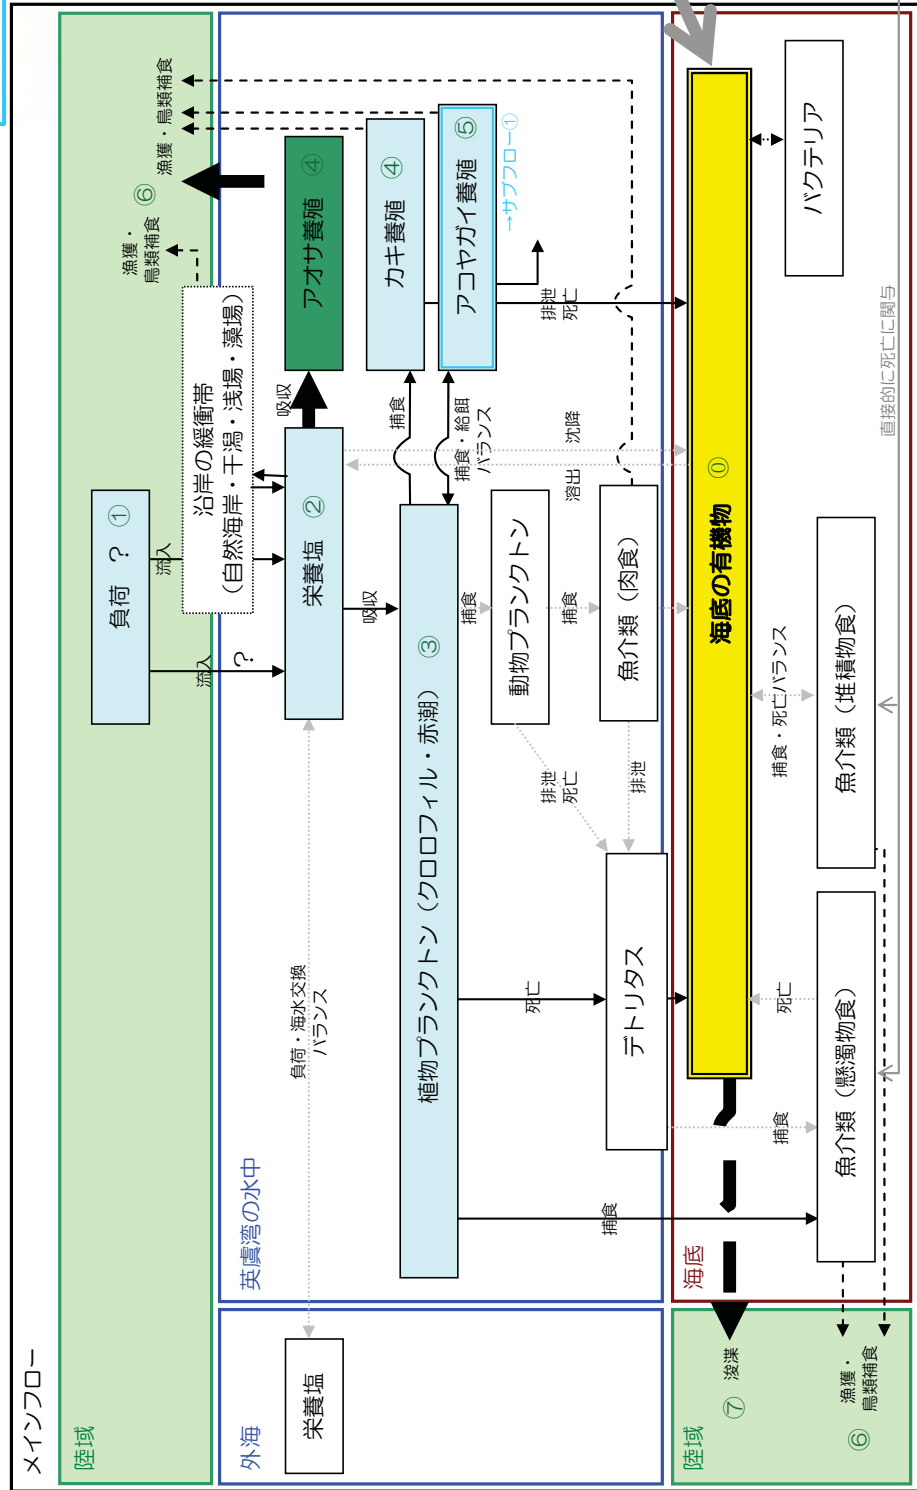 メインフロー
陸域
負荷 ? ①
流入
流入
?
沿岸の緩衝帯
(自然海岸・干潟・浅場・藻場)
漁獲・
鳥類補食
⑥
漁獲・鳥類補食
外海
栄養塩
英虞湾の水中
負荷・海水交換
バランス
栄養塩 ②
吸収
アオサ養殖 ④
吸収
カキ養殖 ④
捕食
アコヤガイ養殖 ⑤
→サブフロー①
捕食・給餌
バランス
植物プランクトン(クロロフィル・赤潮) ③
捕食
動物プランクトン
捕食
魚介類(肉食)
溶出
沈降
排泄
死亡
排泄
死亡
排泄
死亡
デトリタス
捕食
海底
海底の有機物 ⓪
バクテリア
捕食
死亡
捕食・死亡バランス
魚介類(懸濁物食)
魚介類(堆積物食)
直接的に死亡に関与
陸域
⑦ 浚渫
⑥
漁獲・
鳥類補食